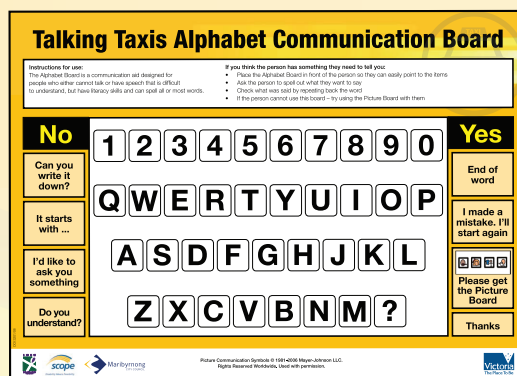 Talking Taxis Alphabet Communication Board
Instructions for use:
The Alphabet Board is a communication aid designed for
people who either cannot talk or have speech that is difficult
to understand, but have literacy skills and can spell all or most words.
If you think the person has something they need to tell you:
• Place the Alphabet Board in front of the person so they can easily point to the items
• Ask the person to spell out what they want to say
• Check what was said by repeating back the word
• If the person cannot use this board – try using the Picture Board with them
No
Can you
write it
down?
It starts
with ...
I'd like to
ask you
something
Do you
understand?
1 2 3 4 5 6 7 8 9 0
Q W E R T Y U I O P
A S D F G H J K L
Z X C V B N M ?
Yes
End of
word
I made a
mistake. I'll
start again
Please get
the Picture
Board
Thanks
scope
Maribyrnong
CITY COUNCIL
Picture Communication Symbols © 1981-2006 Mayer-Johnson LLC.
Rights Reserved Worldwide. Used with permission.
Victoria
The Place To Be